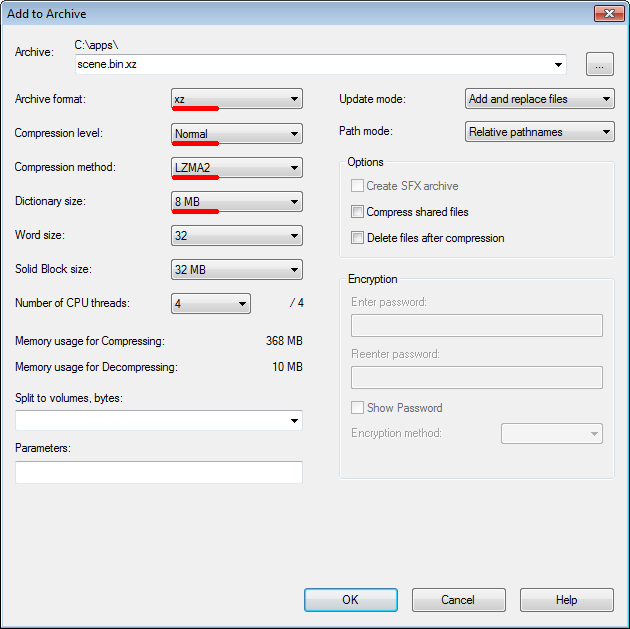 Add to Archive
Archive:
C:\apps\
scene.bin.xz
...
Archive format:
xz
Compression level:
Normal
Compression method:
LZMA2
Dictionary size:
8 MB
Word size:
32
Solid Block size:
32 MB
Number of CPU threads:
4
/ 4
Memory usage for Compressing:
368 MB
Memory usage for Decompressing:
10 MB
Split to volumes, bytes:
Parameters:
Update mode:
Add and replace files
Path mode:
Relative pathnames
Options
Create SFX archive
Compress shared files
Delete files after compression
Encryption
Enter password:
Reenter password:
Show Password
Encryption method:
OK
Cancel
Help